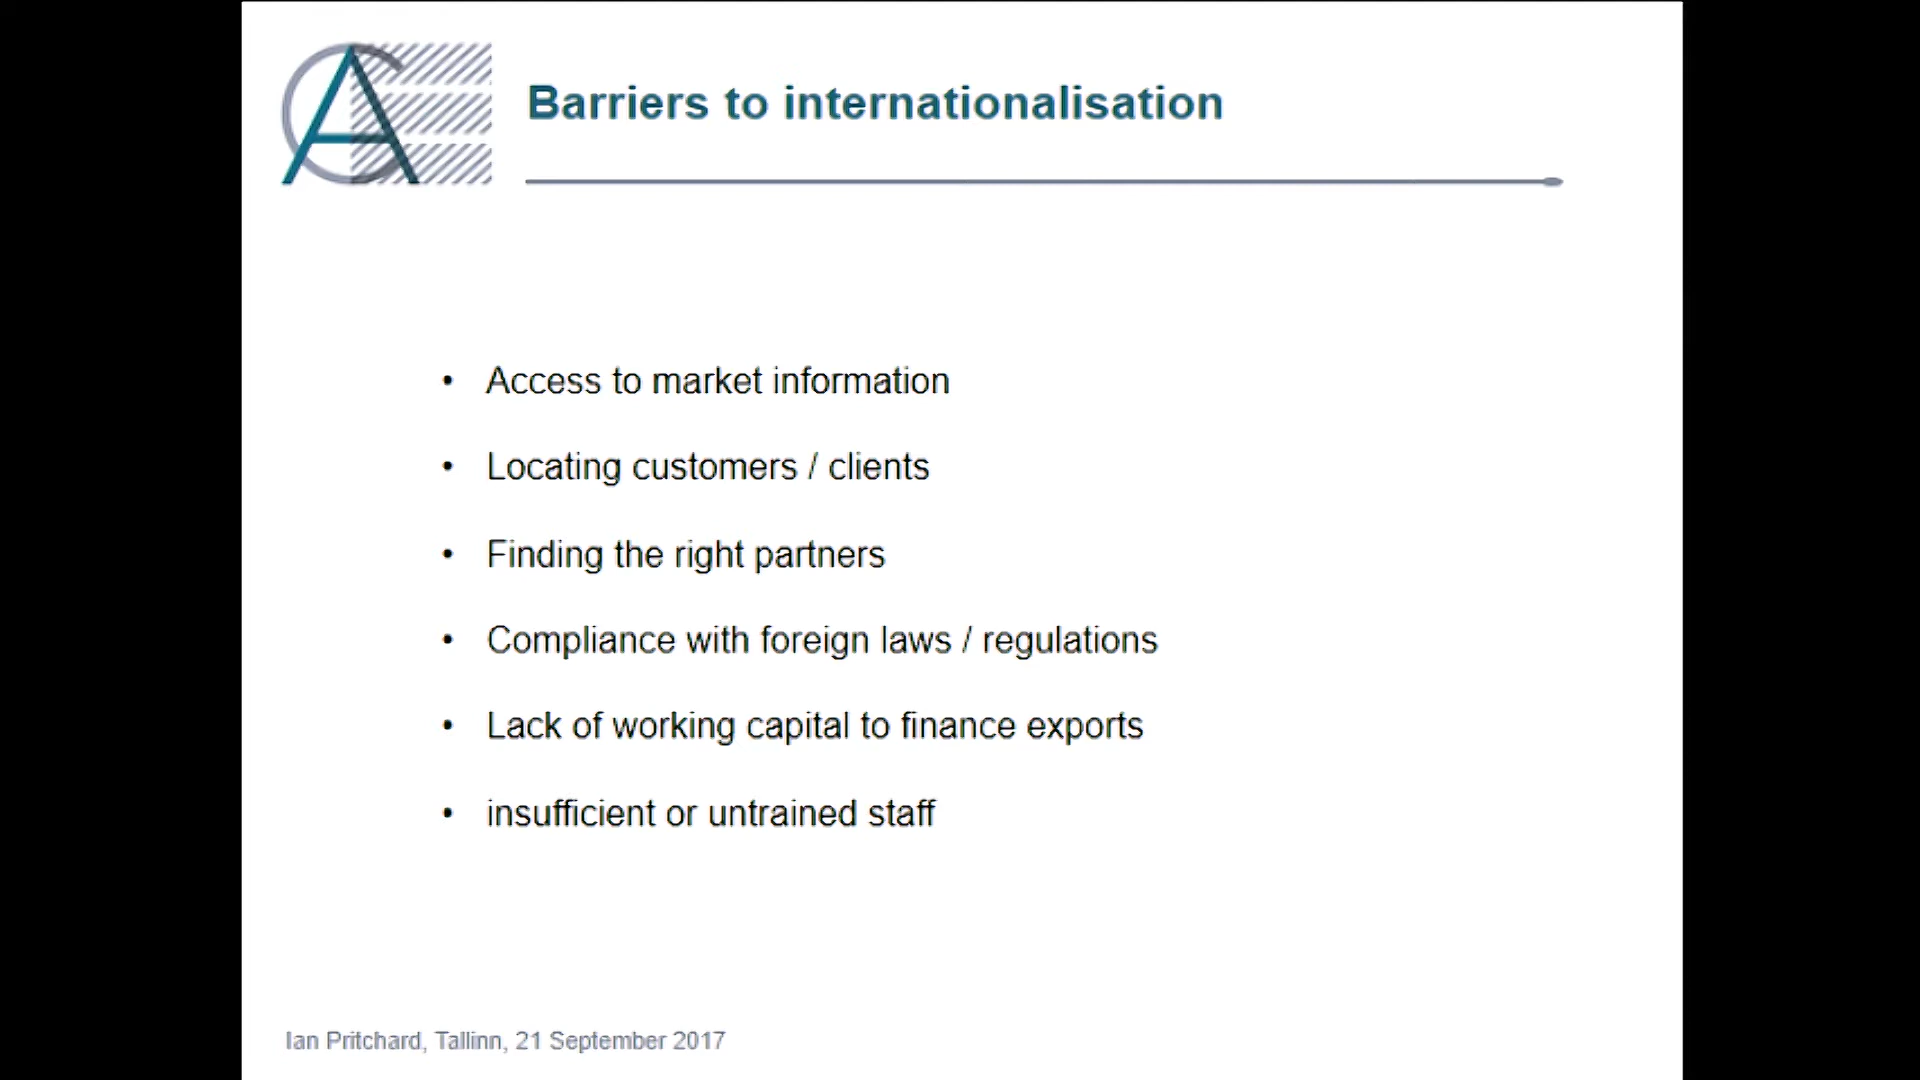 Barriers to internationalisation
• Access to market information
• Locating customers / clients
• Finding the right partners
• Compliance with foreign laws / regulations
• Lack of working capital to finance exports
• insufficient or untrained staff
Ian Pritchard, Tallinn, 21 September 2017